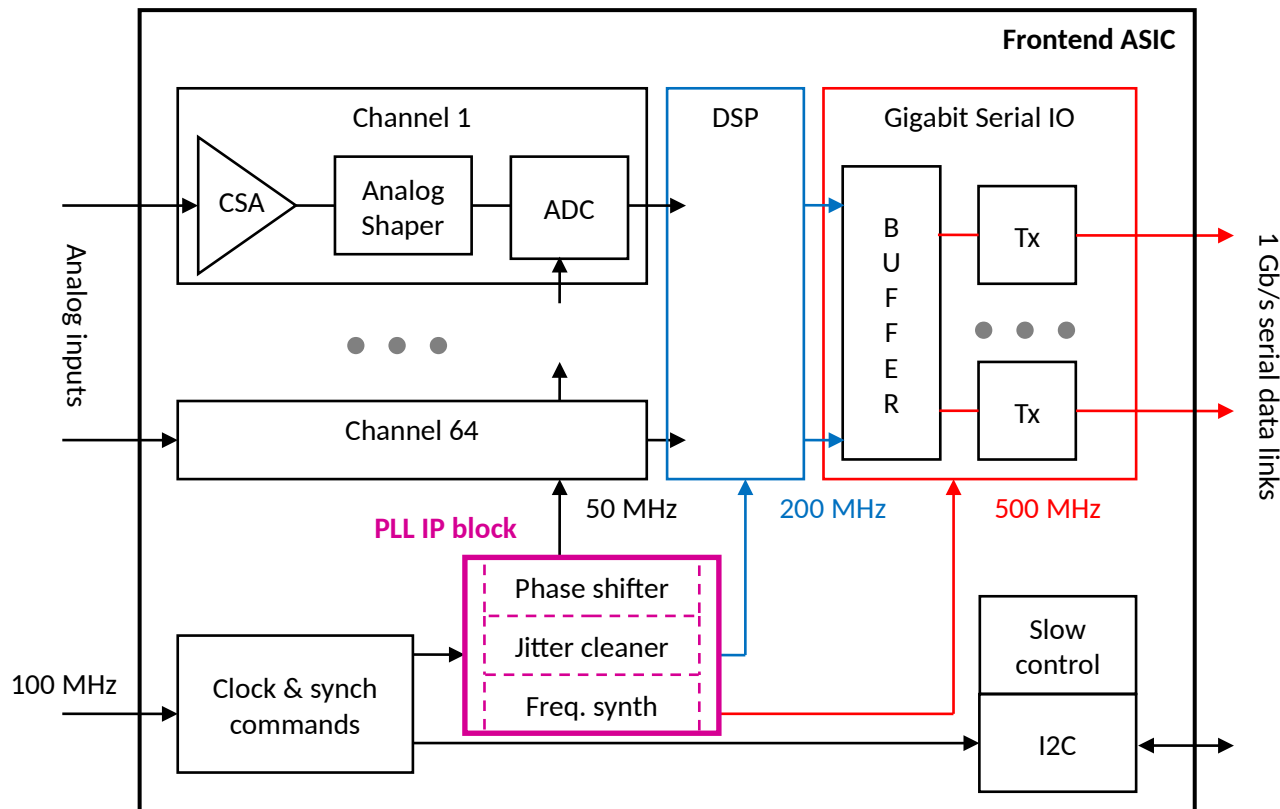 Frontend ASIC
Channel 1
DSP
Gigabit Serial IO
CSA
Analog
Shaper
ADC
B
U
F
F
E
R
Tx
Analog inputs
1 Gb/s serial data links
Tx
Channel 64
50 MHz
200 MHz
500 MHz
PLL IP block
Phase shifter
Jitter cleaner
Freq. synth
100 MHz
Clock & synch
commands
Slow
control
I2C